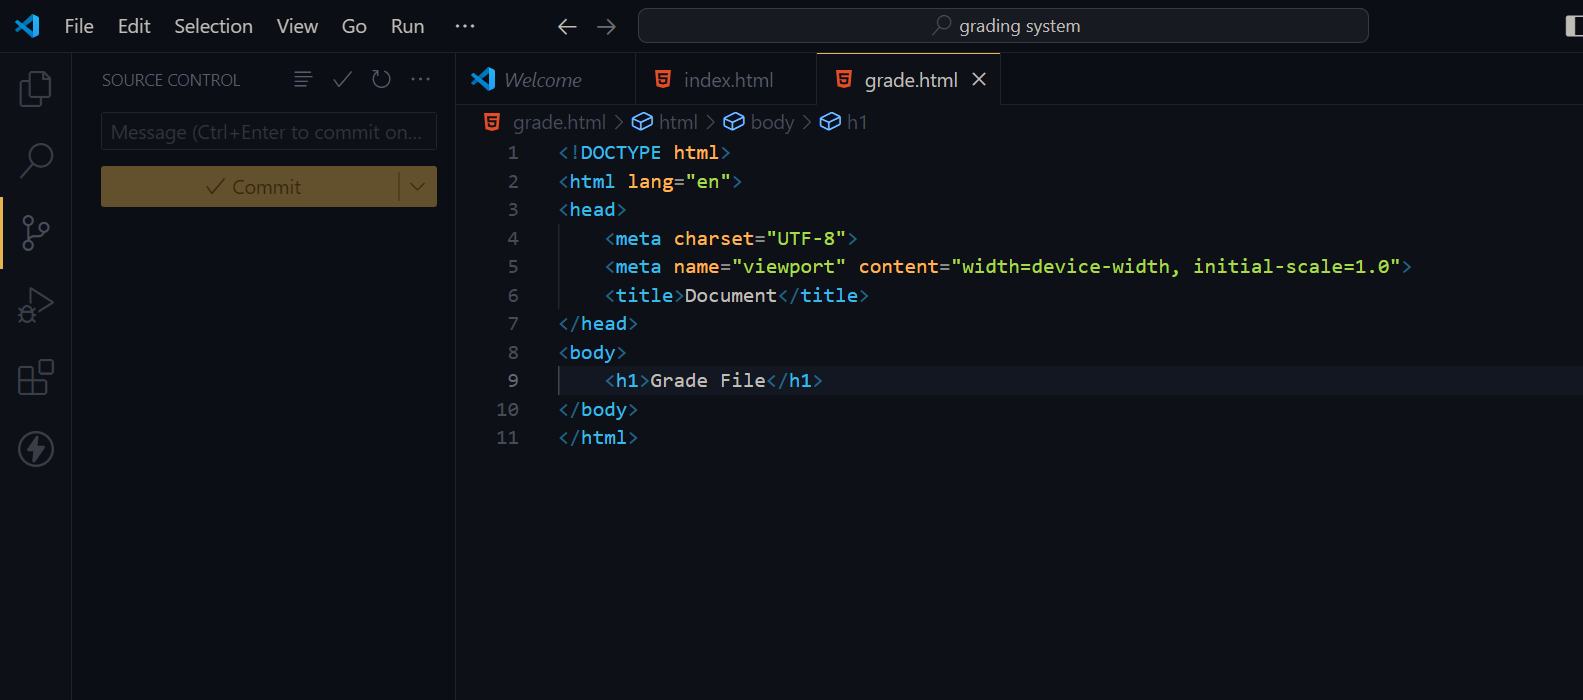 File Edit Selection View Go Run ···
grading system
SOURCE CONTROL
Message (Ctrl+Enter to commit on...
Commit
Welcome
index.html
grade.html
grade.html > html > body > h1
1 <!DOCTYPE html>
2 <html lang="en">
3 <head>
4 <meta charset="UTF-8">
5 <meta name="viewport" content="width=device-width, initial-scale=1.0">
6 <title>Document</title>
7 </head>
8 <body>
9 <h1>Grade File</h1>
10 </body>
11 </html>